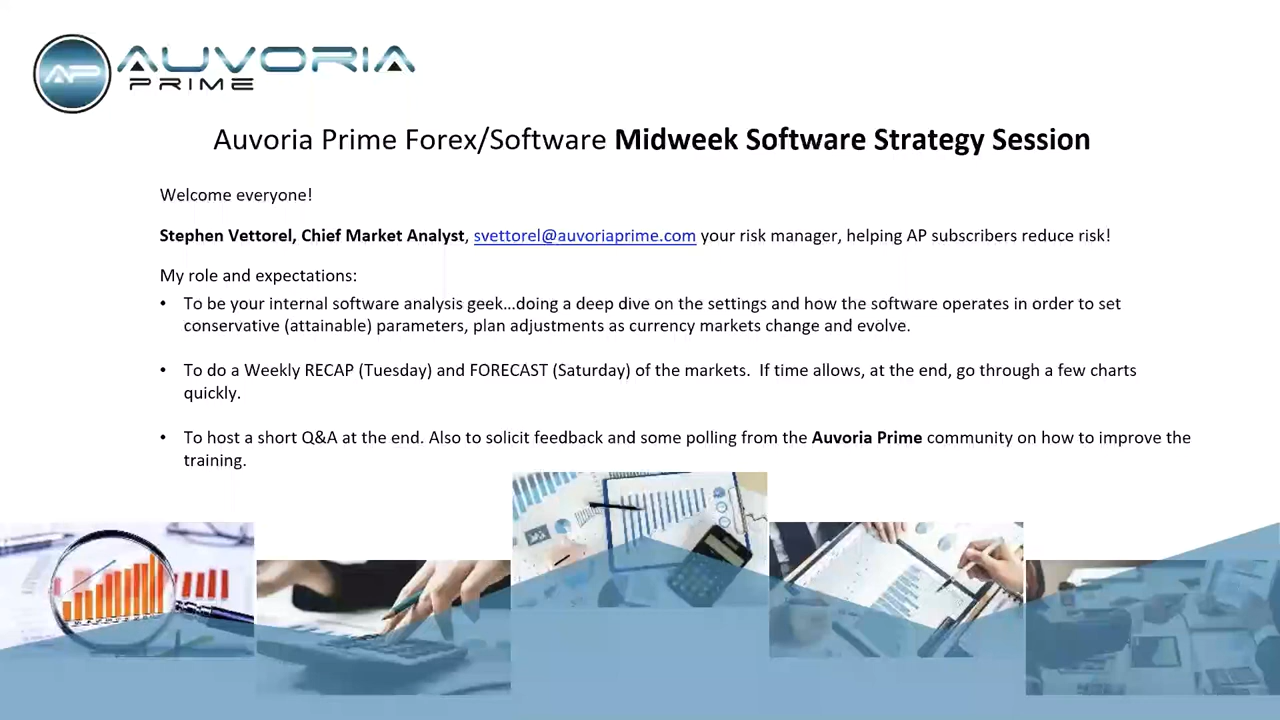 AP AUVORIA
PRIME
Auvoria Prime Forex/Software Midweek Software Strategy Session
Welcome everyone!
Stephen Vettorel, Chief Market Analyst, svettorel@auvoriaprime.com your risk manager, helping AP subscribers reduce risk!
My role and expectations:
• To be your internal software analysis geek…doing a deep dive on the settings and how the software operates in order to set
conservative (attainable) parameters, plan adjustments as currency markets change and evolve.
• To do a Weekly RECAP (Tuesday) and FORECAST (Saturday) of the markets.  If time allows, at the end, go through a few charts
quickly.
• To host a short Q&A at the end. Also to solicit feedback and some polling from the Auvoria Prime community on how to improve the
training.